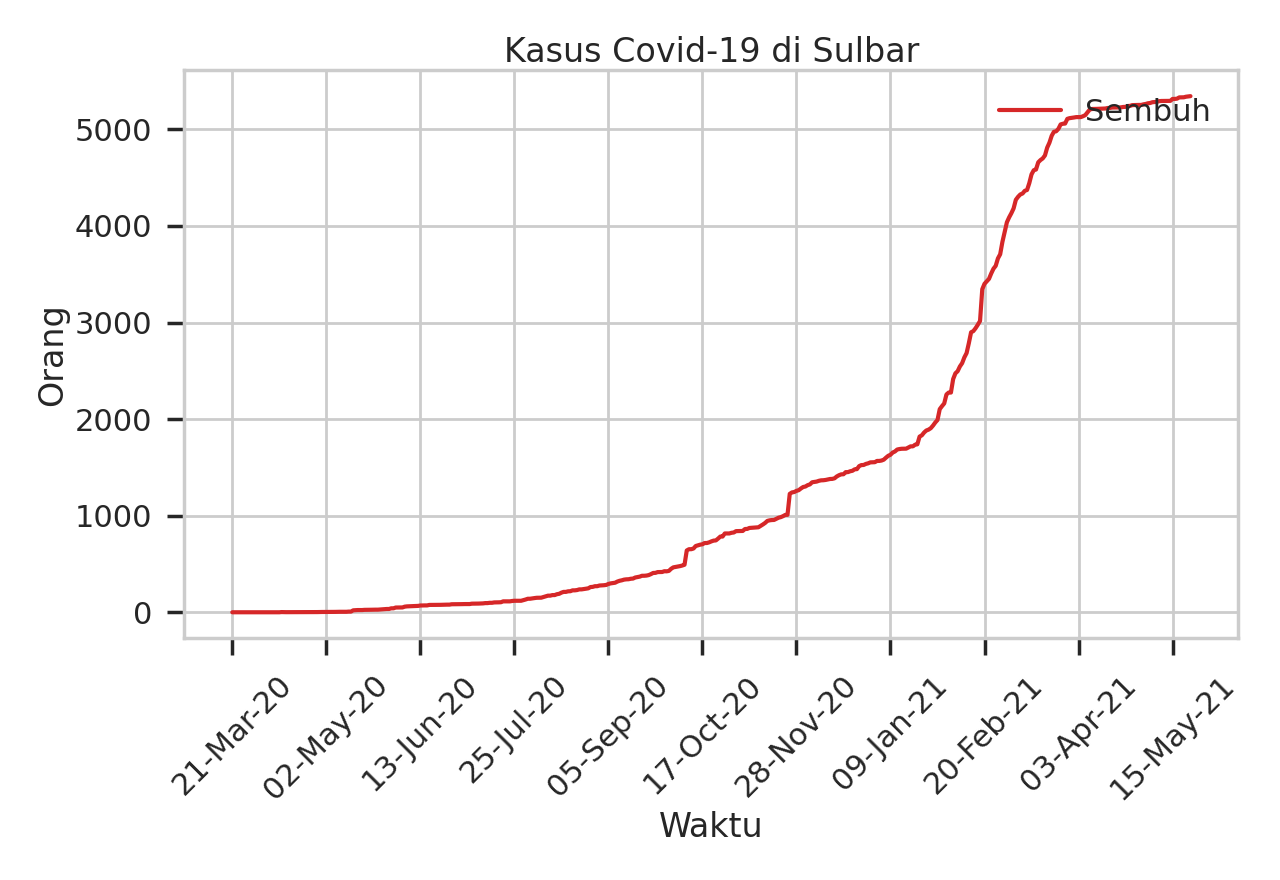 Kasus Covid-19 di Sulbar
Sembuh
Orang
5000
4000
3000
2000
1000
0
21-Mar-20
02-May-20
13-Jun-20
25-Jul-20
05-Sep-20
17-Oct-20
28-Nov-20
09-Jan-21
20-Feb-21
03-Apr-21
15-May-21
Waktu